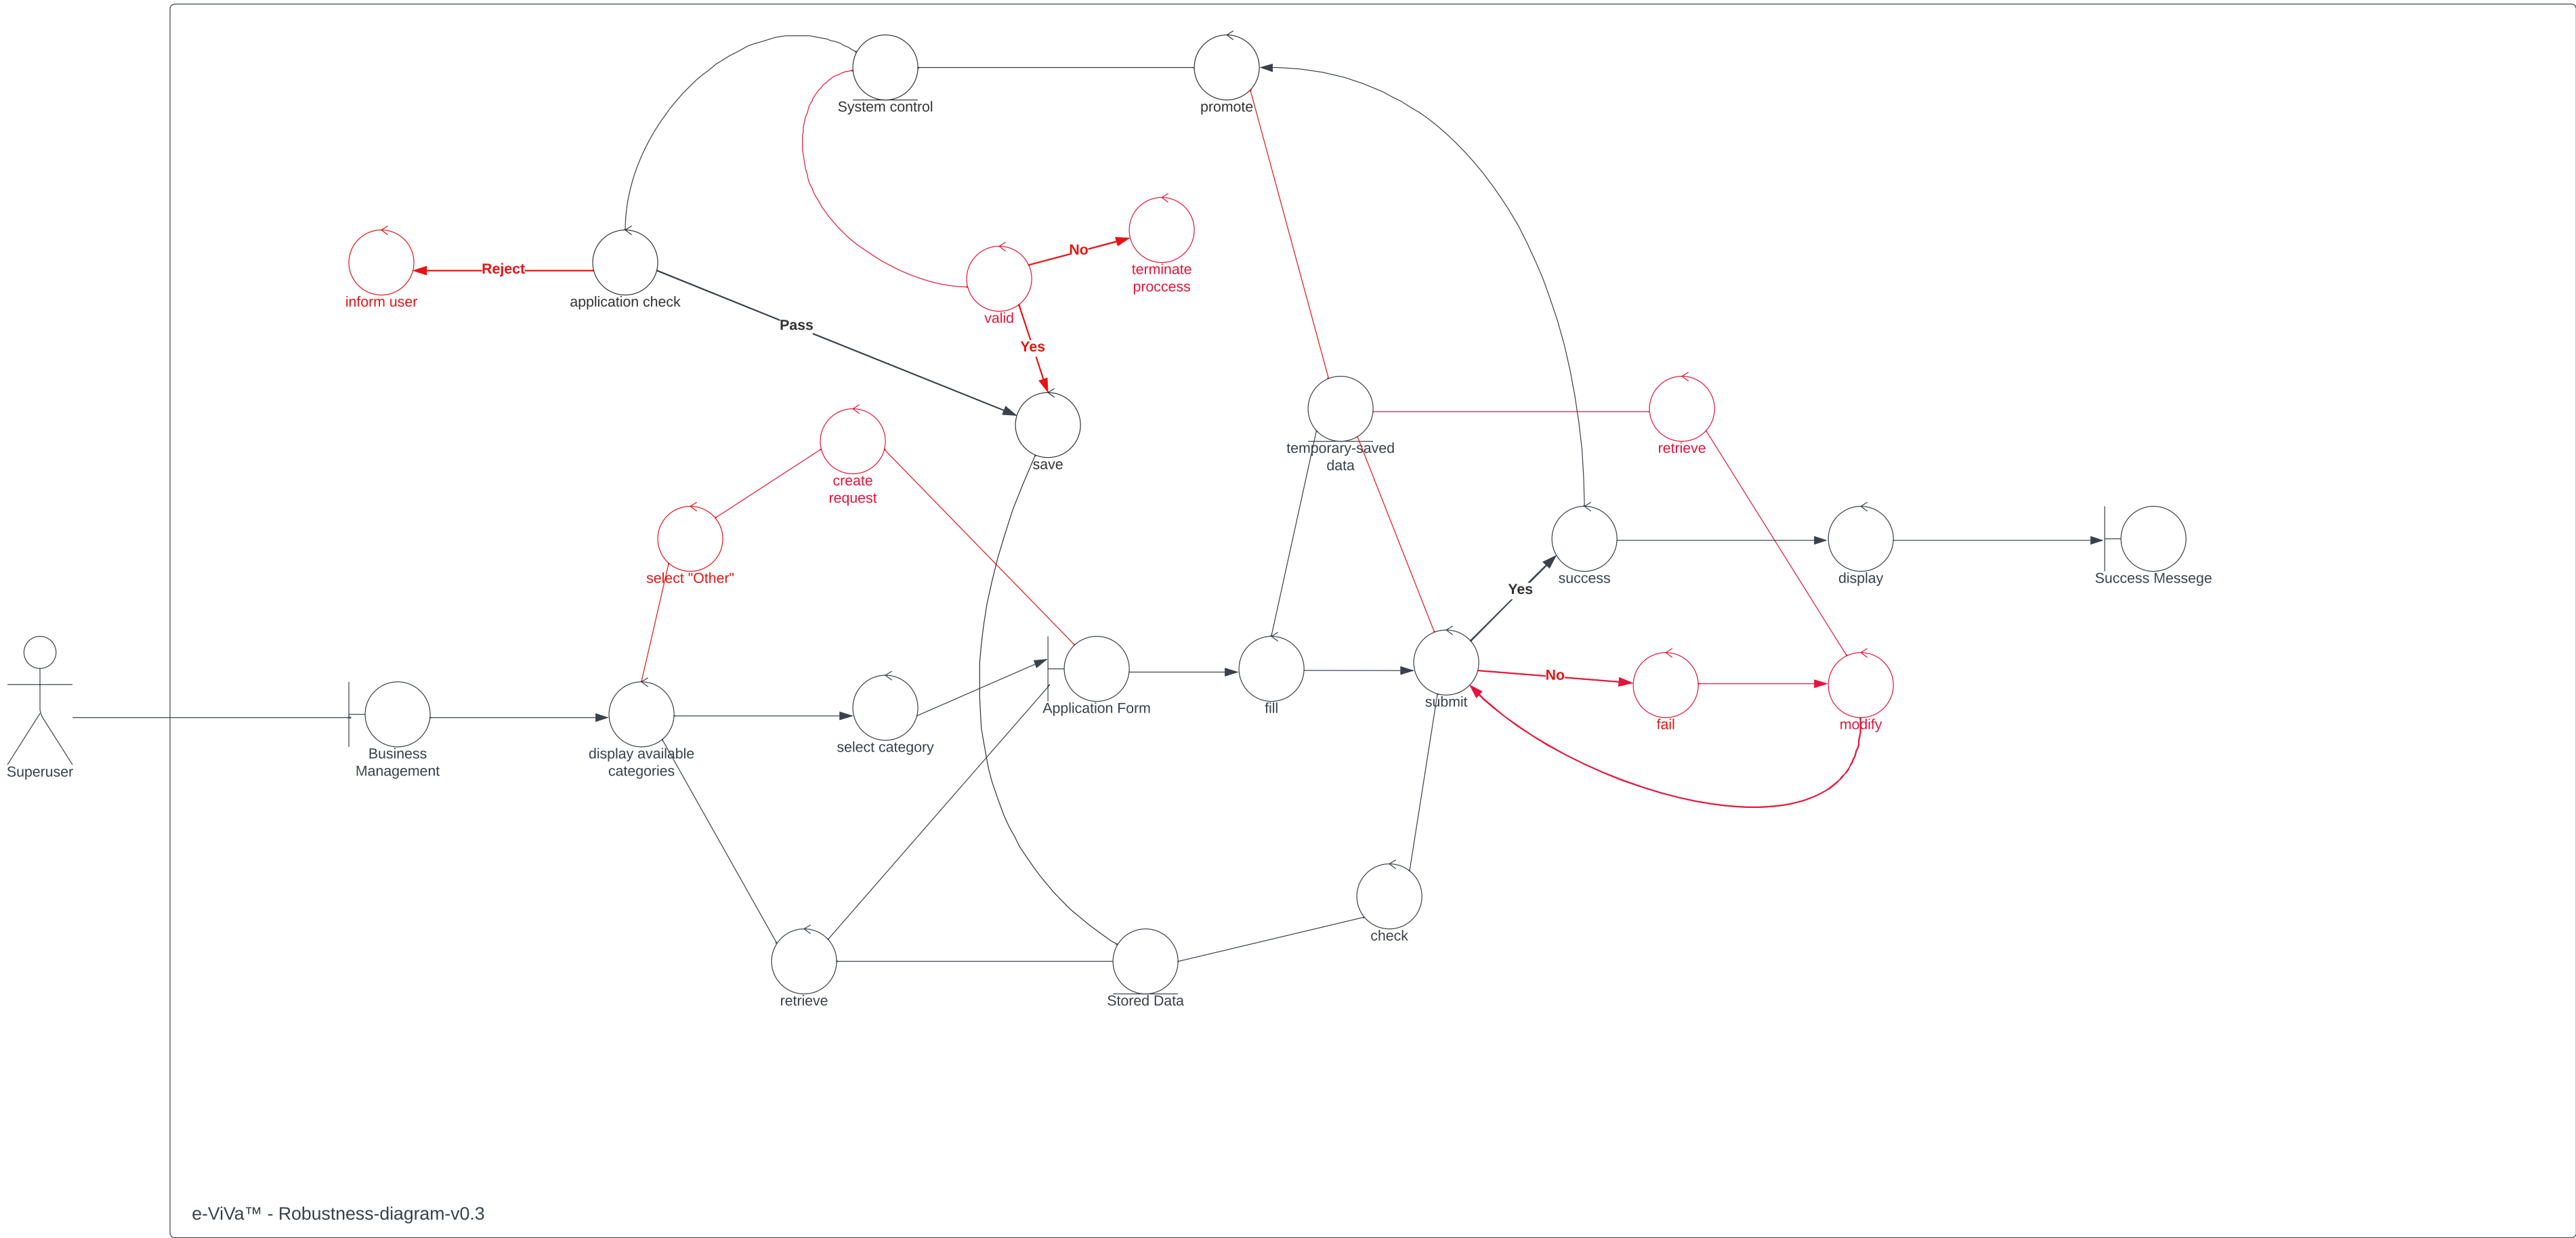 System control
promote
No
terminate
proccess
Reject
inform user
application check
valid
Pass
Yes
temporary-saved
data
retrieve
save
create
request
select "Other"
success
display
Success Messege
Yes
No
submit
fail
modify
Application Form
fill
select category
Business
Management
display available
categories
Superuser
check
retrieve
Stored Data
e-ViVa™ - Robustness-diagram-v0.3